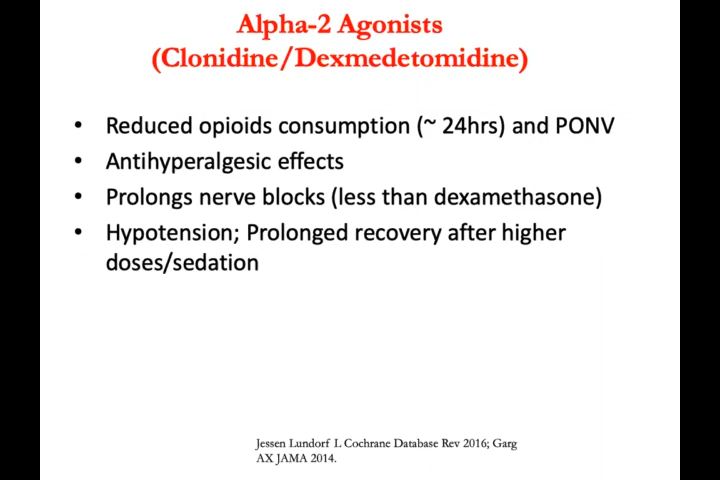 Alpha-2 Agonists
(Clonidine/Dexmedetomidine)
• Reduced opioids consumption (~ 24hrs) and PONV
• Antihyperalgesic effects
• Prolongs nerve blocks (less than dexamethasone)
• Hypotension; Prolonged recovery after higher
doses/sedation
Jessen Lundorf L Cochrane Database Rev 2016; Garg
AX JAMA 2014.